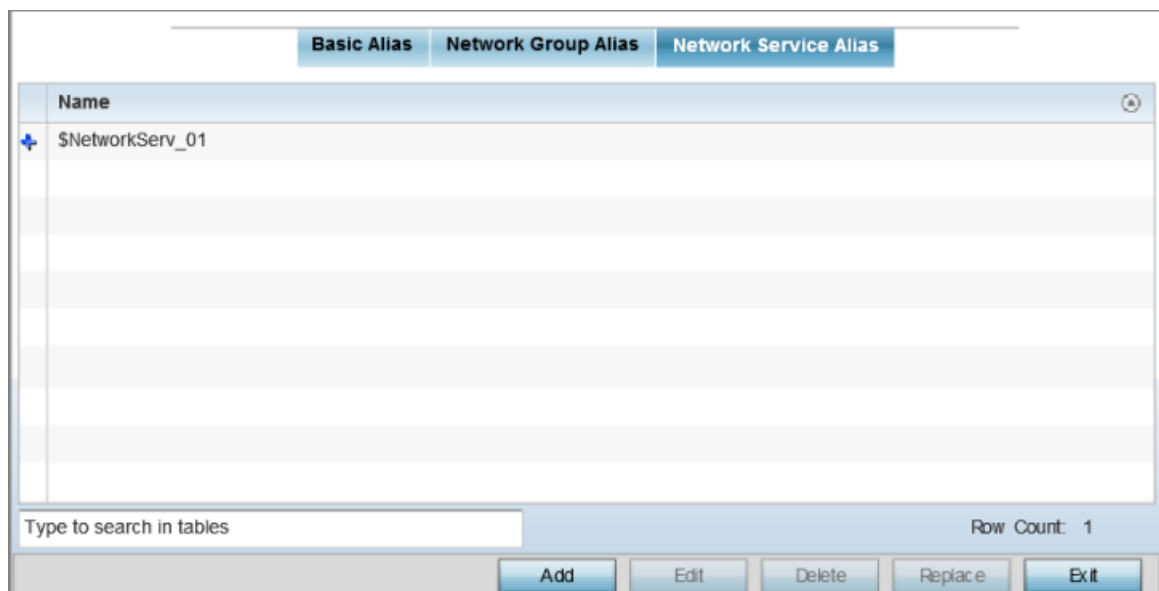 Basic Alias Network Group Alias Network Service Alias
Name
$NetworkServ_01
Type to search in tables Row Count: 1
Add Edit Delete Replace Exit